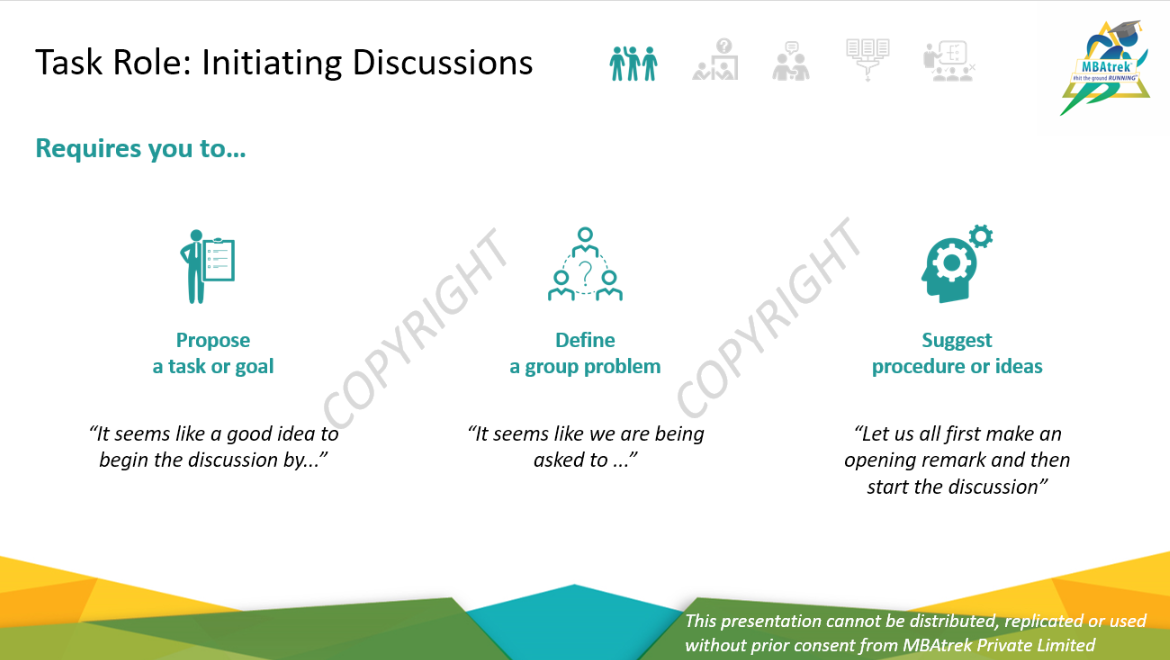 Task Role: Initiating Discussions
MBAtrek
#hit the ground RUNNING
Requires you to…
Propose
a task or goal
Define
a group problem
Suggest
procedure or ideas
“It seems like a good idea to
begin the discussion by...”
“It seems like we are being
asked to ...”
“Let us all first make an
opening remark and then
start the discussion”
COPYRIGHT
COPYRIGHT
This presentation cannot be distributed, replicated or used
without prior consent from MBAtrek Private Limited